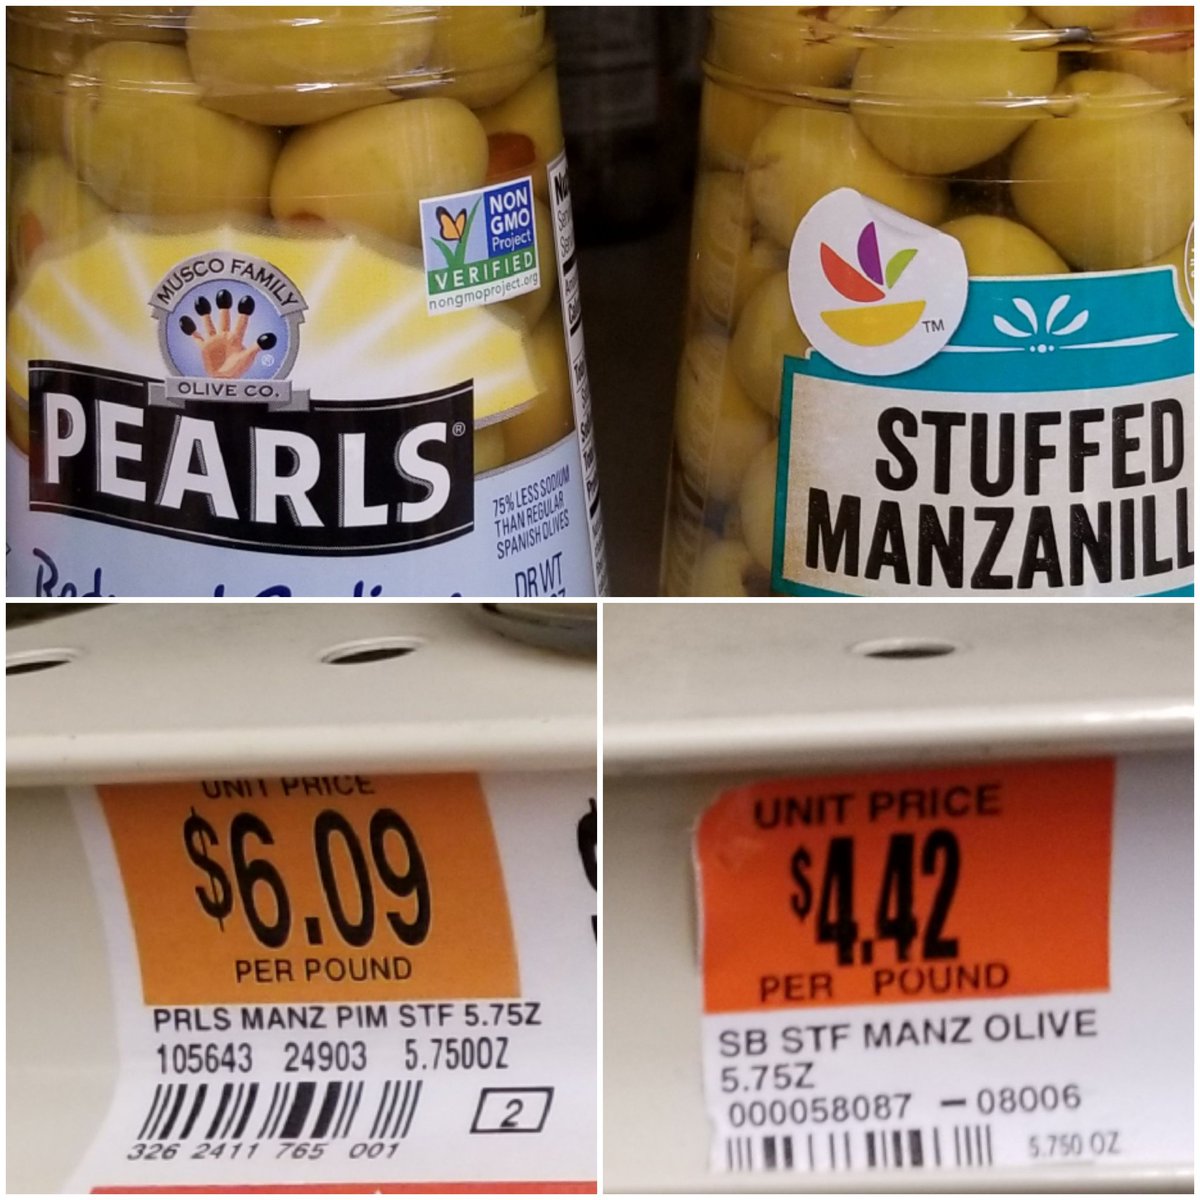 NON
GMO
Project
VERIFIED
nongmoproject.org
MUSCO FAMILY
OLIVE CO.
PEARLS®
75% LESS SODIUM
THAN REGULAR
SPANISH OLIVES
DR WT
TM
STUFFED
MANZANILL
UNIT PRICE
$6.09
PER POUND
PRLS MANZ PIM STF 5.75Z
105643 24903 5.750OZ
2
326 2411 765 001
UNIT PRICE
$4.42
PER POUND
SB STF MANZ OLIVE
5.75Z
000058087 – 08006
5.750 OZ